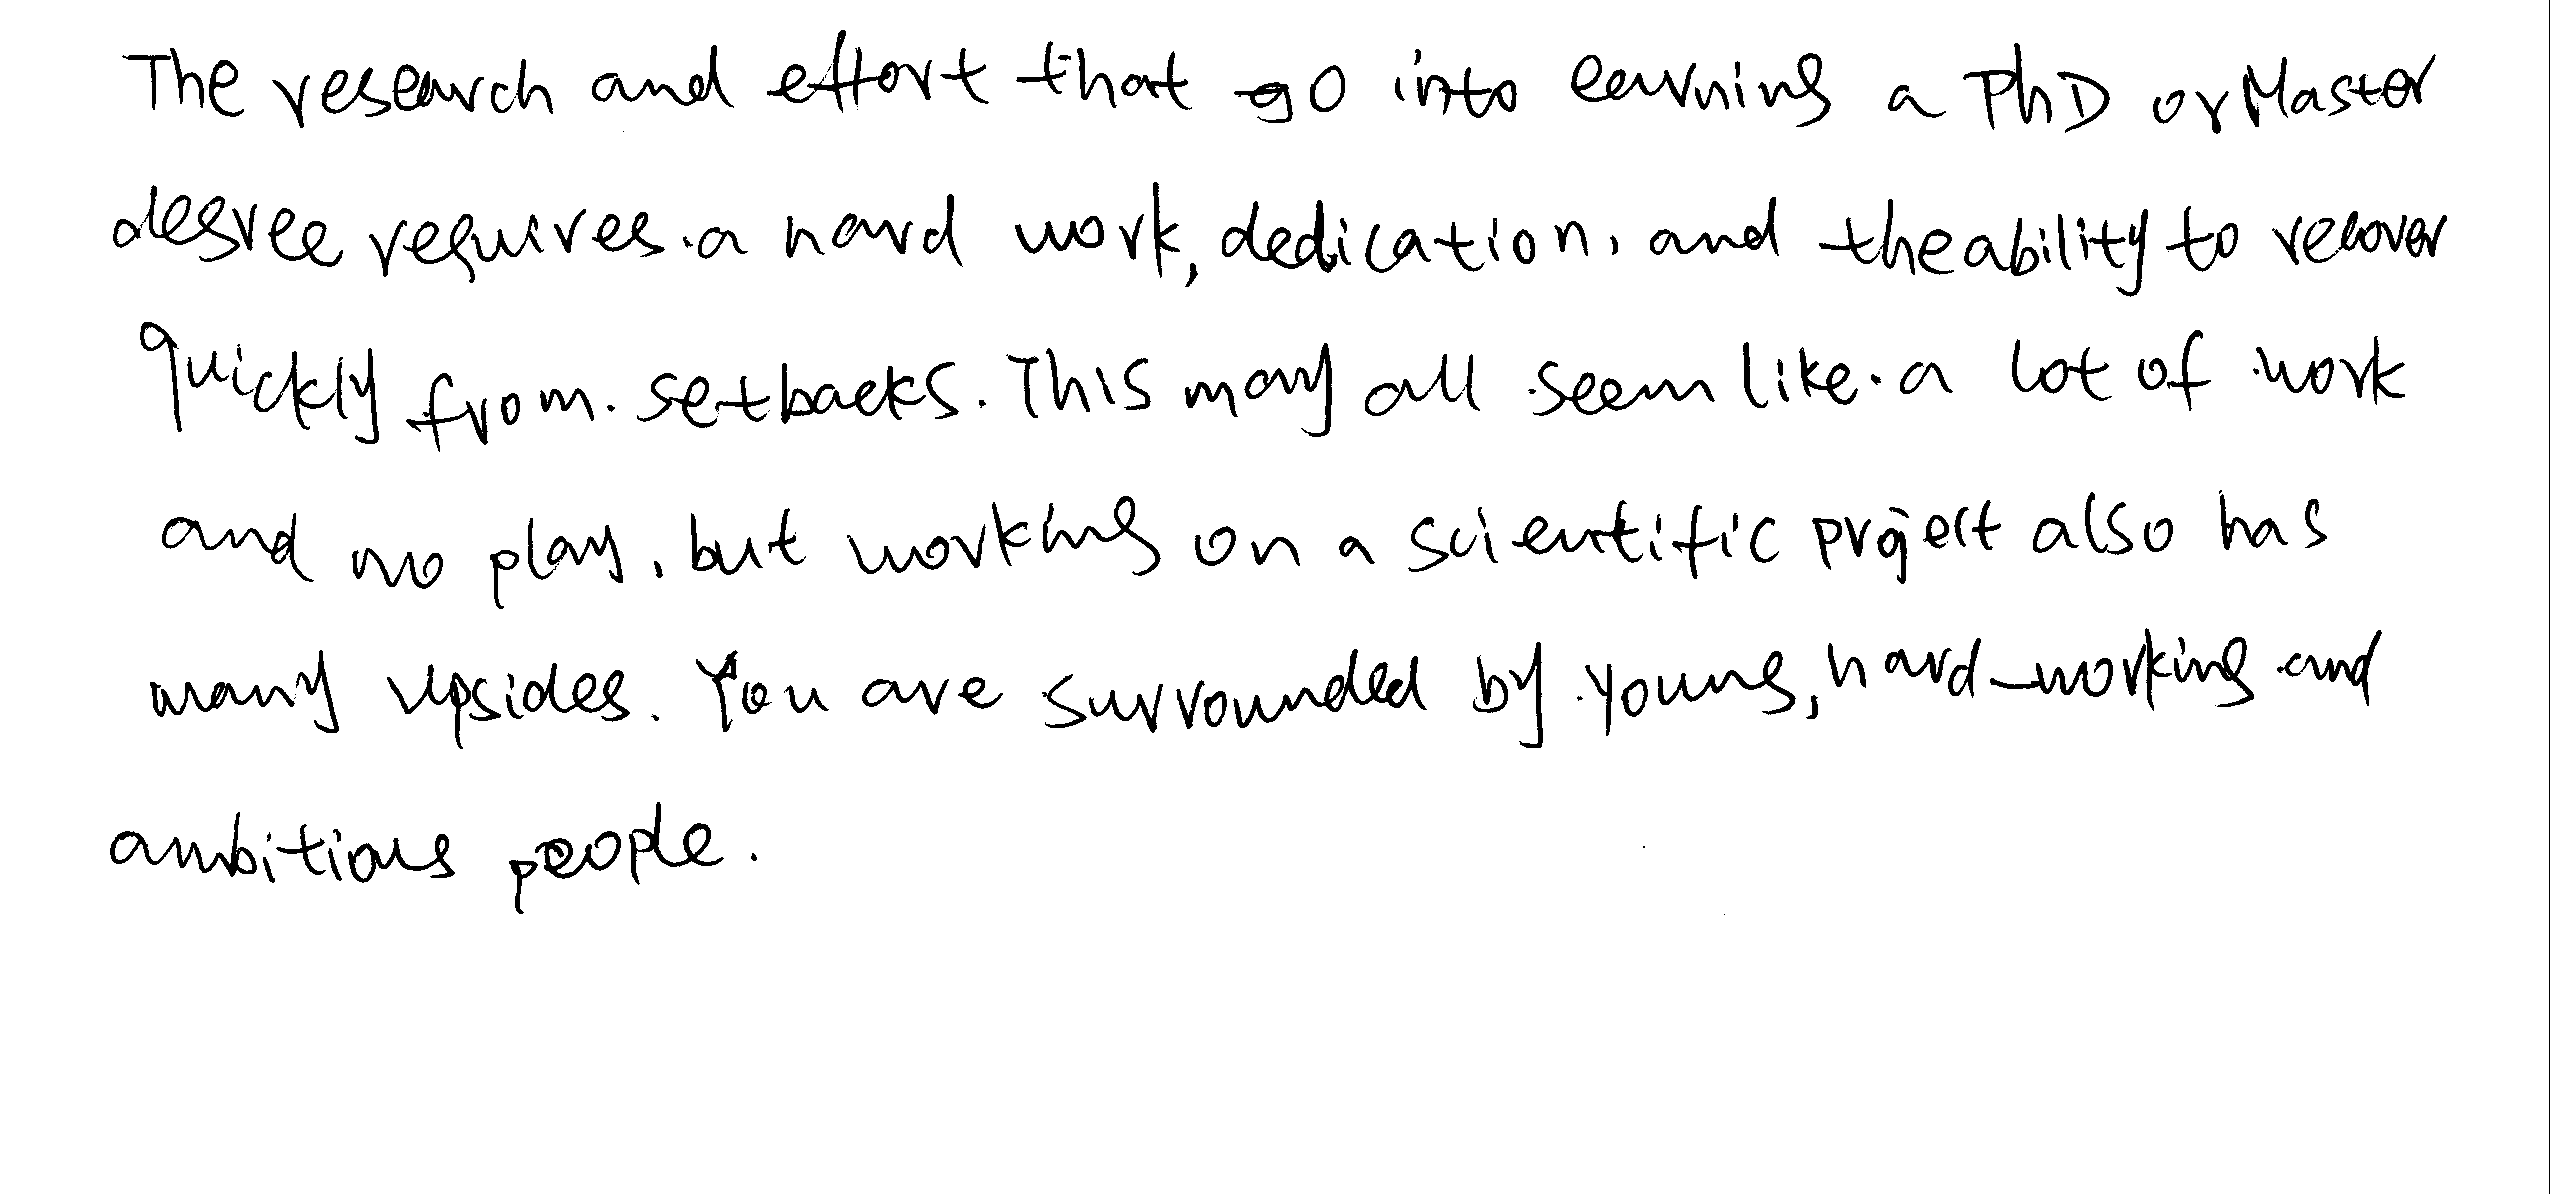 The research and effort that go into earning a PhD or Master
degree requires a hard work, dedication, and the ability to recover
quickly from setbacks. This may all seem like a lot of work
and no play, but working on a scientific project also has
many upsides. You are surrounded by young, hard-working and
ambitious people.